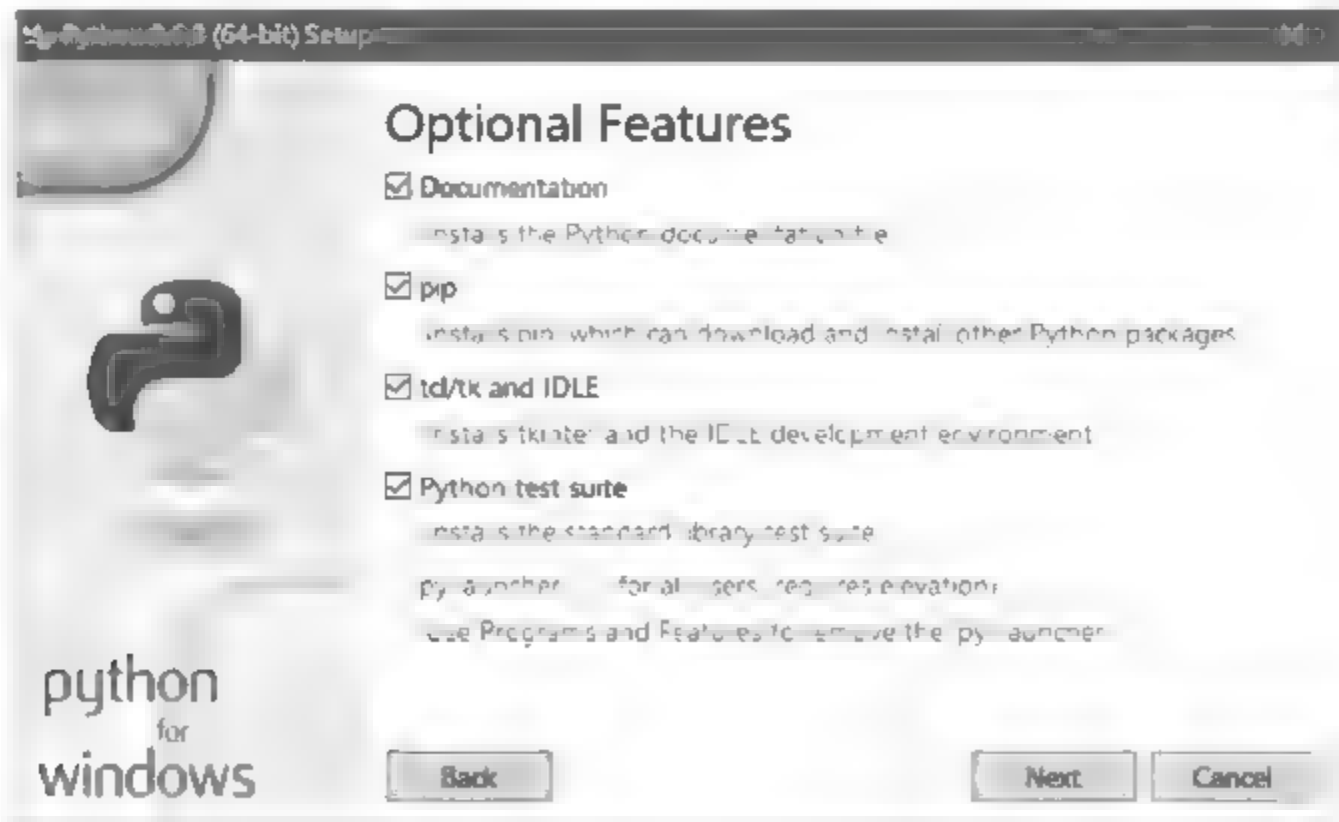 (64-bit) Setup
Optional Features
Documentation
Installs the Python documentation file
pip
Installs pip, which can download and install other Python packages
tcl/tk and IDLE
Installs tkinter and the IDLE development environment
Python test suite
Installs the standard library test suite
py launcher for all users (requires elevation)
Use Programs and Features to remove the 'py' launcher
python
for
windows
Back
Next
Cancel